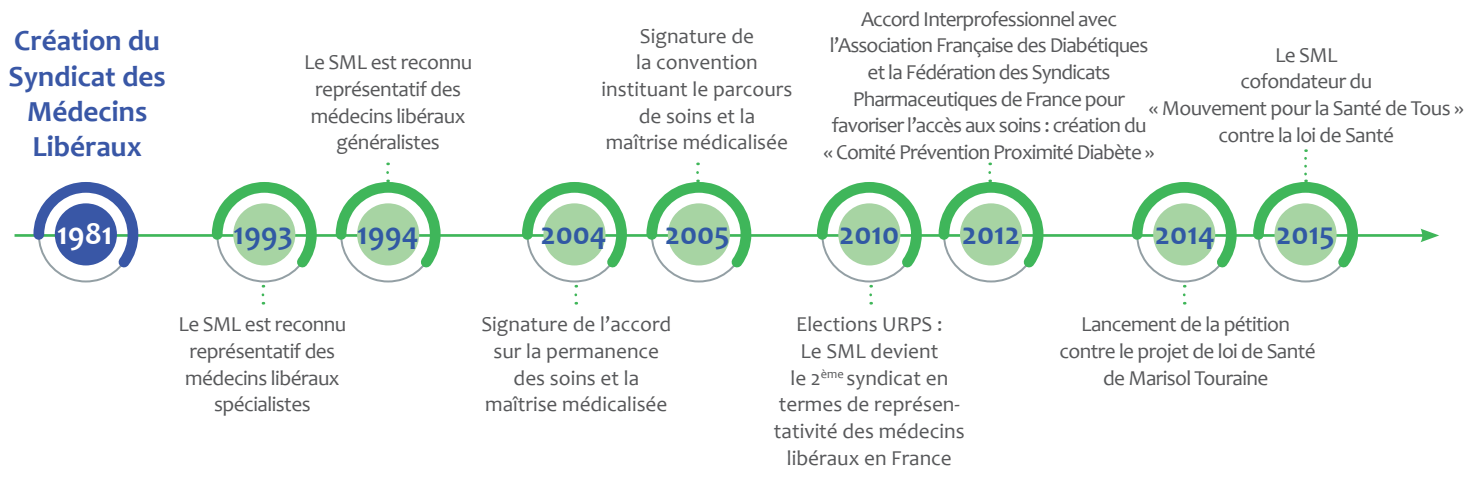 Création du
Syndicat des
Médecins
Libéraux
1981
Le SML est reconnu
représentatif des
médecins libéraux
spécialistes
1993
Le SML est reconnu
représentatif des
médecins libéraux
généralistes
1994
Signature de l’accord
sur la permanence
des soins et la
maîtrise médicalisée
2004
Signature de
la convention
instituant le parcours
de soins et la
maîtrise médicalisée
2005
Elections URPS :
Le SML devient
le 2ème syndicat en
termes de représen-
tativité des médecins
libéraux en France
2010
Accord Interprofessionnel avec
l’Association Française des Diabétiques
et la Fédération des Syndicats
Pharmaceutiques de France pour
favoriser l’accès aux soins : création du
« Comité Prévention Proximité Diabète »
2012
Lancement de la pétition
contre le projet de loi de Santé
de Marisol Touraine
2014
Le SML
cofondateur du
« Mouvement pour la Santé de Tous »
contre la loi de Santé
2015